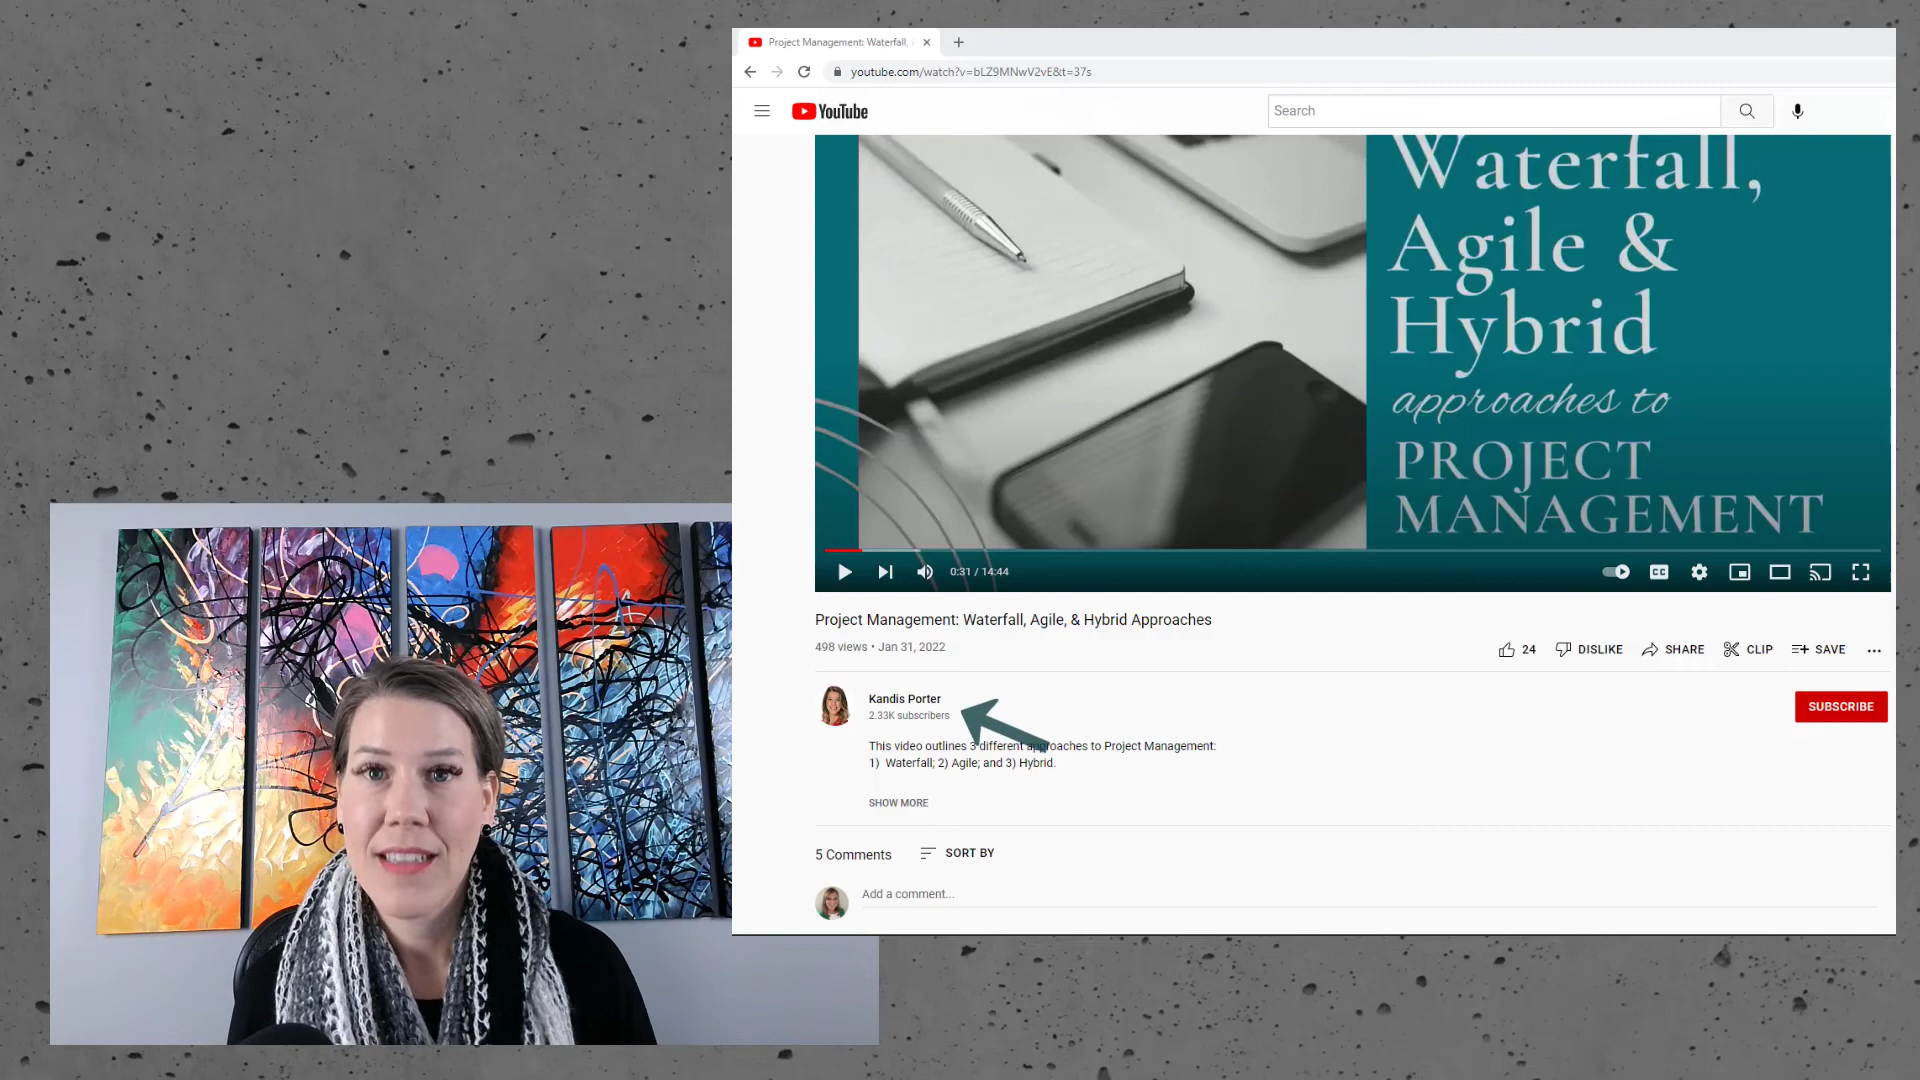 Project Management: Waterfall,
youtube.com/watch?v=bLZ9MNwV2vE&t=37s
YouTube
Search
Waterfall,
Agile &
Hybrid
approaches to
PROJECT
MANAGEMENT
0:31 / 14:44
CC
Project Management: Waterfall, Agile, & Hybrid Approaches
498 views • Jan 31, 2022
24 DISLIKE SHARE CLIP SAVE
Kandis Porter
2.33K subscribers
SUBSCRIBE
This video outlines 3 different approaches to Project Management:
1) Waterfall; 2) Agile; and 3) Hybrid.
SHOW MORE
5 Comments SORT BY
Add a comment...